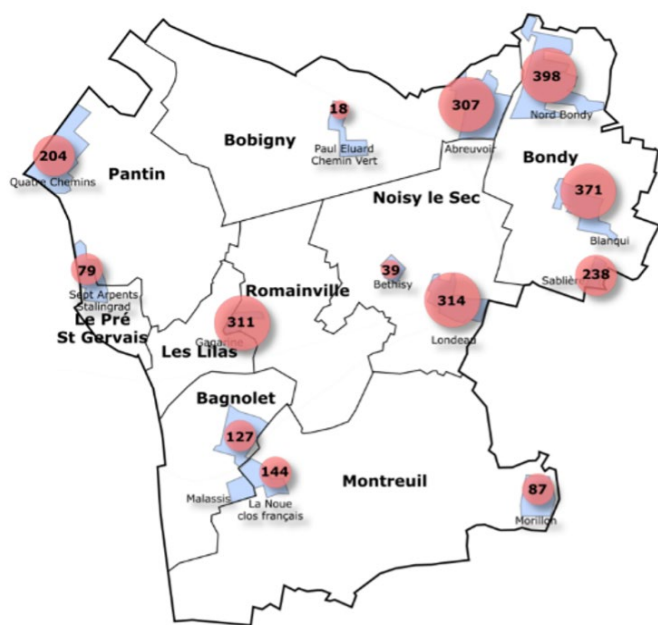 398
Nord Bondy
307
Abreuvoir
18
Paul Eluard
Chemin Vert
Bobigny
204
Quatre Chemins
Pantin
Bondy
371
Blanqui
Noisy le Sec
39
Bethisy
Sablière
238
79
Sept Arpents
Stalingrad
Le Pré
St Gervais
Romainville
311
Gagarine
Les Lilas
314
Londeau
Bagnolet
127
144
Malassis
La Noue
clos français
Montreuil
87
Morillon